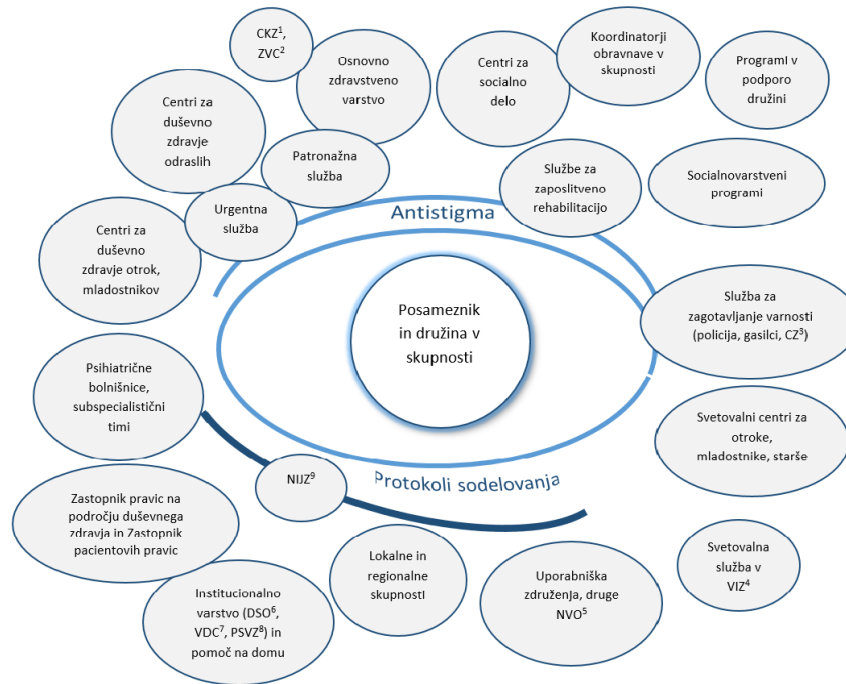 CKZ¹,
ZVC²
Osnovno
zdravstveno
varstvo
Centri za
socialno
delo
Koordinatorji
obravnave v
skupnosti
ProgramI v
podporo
družini
Centri za
duševno
zdravje
odraslih
Patronažna
služba
Službe za
zaposlitveno
rehabilitacijo
Socialnovarstveni
programi
Urgentna
služba
Antistigma
Centri za
duševno
zdravje otrok,
mladostnikov
Posameznik
in družina v
skupnosti
Služba za
zagotavljanje varnosti
(policija, gasilci, CZ³)
Psihiatrične
bolnišnice,
subspecialistični
timi
Svetovalni centri za
otroke,
mladostnike, starše
NIJZ⁹
Protokoli sodelovanja
Zastopnik pravic na
področju duševnega
zdravja in Zastopnik
pacientovih pravic
Lokalne in
regionalne
skupnosti
Uporabniška
združenja, druge
NVO⁵
Svetovalna
služba v
VIZ⁴
Institucionalno
varstvo (DSO⁶,
VDC⁷, PSVZ⁸) in
pomoč na domu